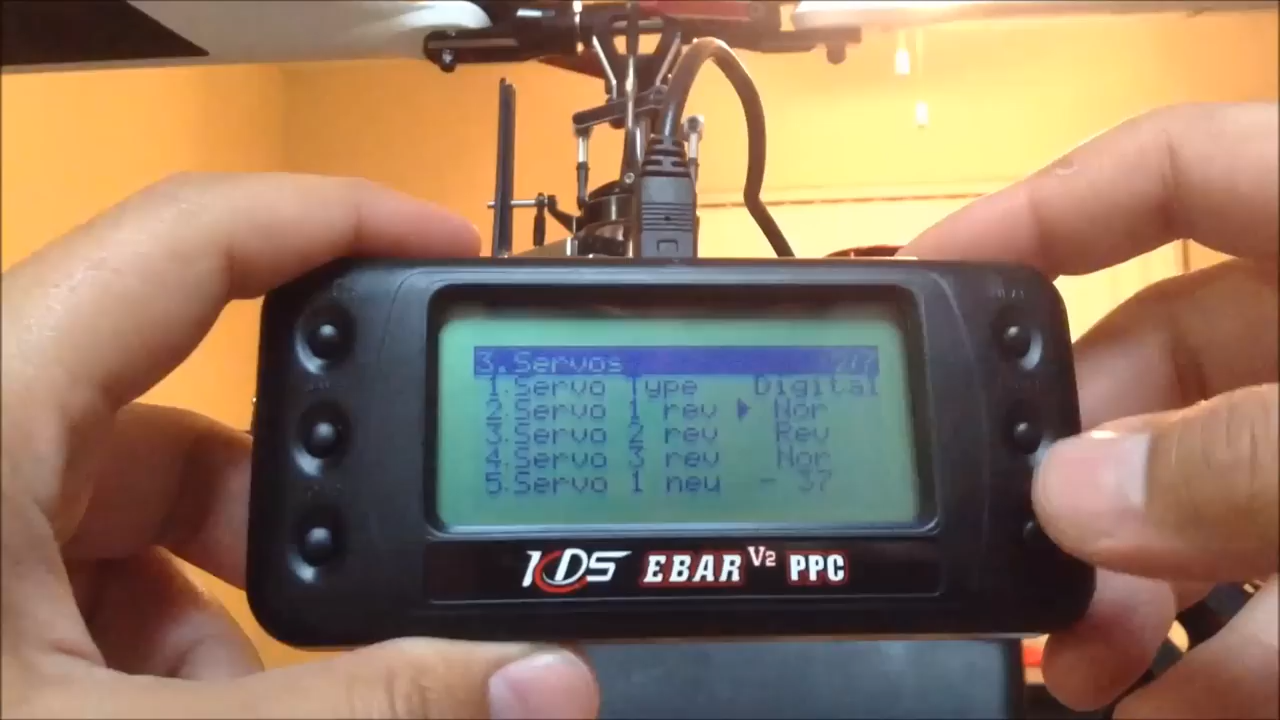 3.Servos
1.Servo Type Digital
2.Servo 1 rev ▶ Nor
3.Servo 2 rev Rev
4.Servo 3 rev Nor
5.Servo 1 neu - 37
KDS EBAR V2 PPC